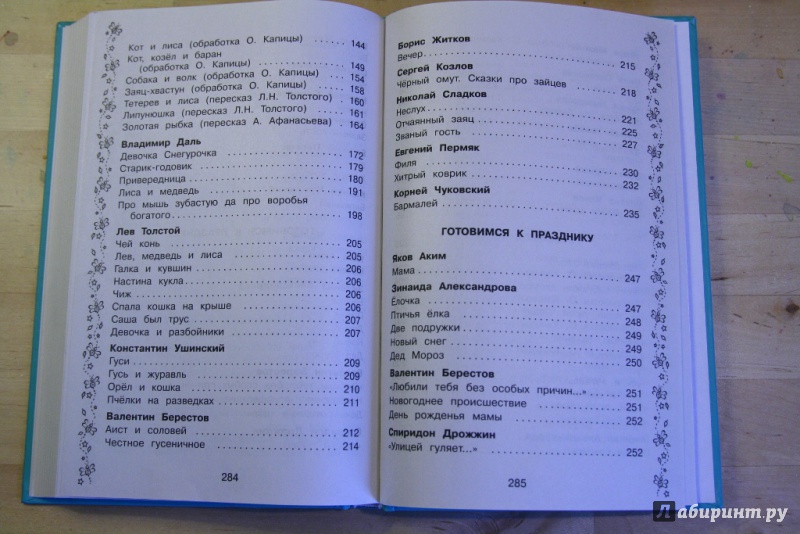 Кот и лиса (обработка О. Капицы) ...... 144
Кот, козёл и баран
(обработка О. Капицы) ............ 149
Собака и волк (обработка О. Капицы) .... 154
Заяц-хвастун (обработка О. Капицы) ..... 158
Тетерев и лиса (пересказ Л.Н. Толстого) . 160
Липунюшка (пересказ Л.Н. Толстого) .... 161
Золотая рыбка (пересказ А. Афанасьева) . 164
Владимир Даль
Девочка Снегурочка .................... 172
Старик-годовик ........................ 179
Привередница .......................... 180
Лиса и медведь ........................ 191
Про мышь зубастую да про воробья
богатого .......................... 198
Лев Толстой
Чей конь .............................. 205
Лев, медведь и лиса ................... 205
Галка и кувшин ........................ 206
Настина кукла ......................... 206
Чиж ................................... 206
Спала кошка на крыше .................. 206
Саша был трус ......................... 207
Девочка и разбойники .................. 207
Константин Ушинский
Гуси .................................. 209
Гусь и журавль ........................ 209
Орёл и кошка .......................... 210
Пчёлки на разведках ................... 211
Валентин Берестов
Аист и соловей ........................ 212
Честное гусеничное .................... 214
284
Борис Житков
Вечер ................................. 215
Сергей Козлов
Чёрный омут. Сказки про зайцев ........ 218
Николай Сладков
Неслух ................................ 221
Отчаянный заяц ........................ 225
Званый гость .......................... 227
Евгений Пермяк
Филя .................................. 230
Хитрый коврик ......................... 232
Корней Чуковский
Бармалей .............................. 235
ГОТОВИМСЯ К ПРАЗДНИКУ
Яков Аким
Мама .................................. 247
Зинаида Александрова
Ёлочка ................................ 247
Птичья ёлка ........................... 248
Две подружки .......................... 249
Новый снег ............................ 249
Дед Мороз ............................. 250
Валентин Берестов
«Любили тебя без особых причин...» .... 251
Новогоднее происшествие ............... 251
День рожденья мамы .................... 252
Спиридон Дрожжин
«Улицей гуляет...» .................... 252
285
Лабиринт.ру